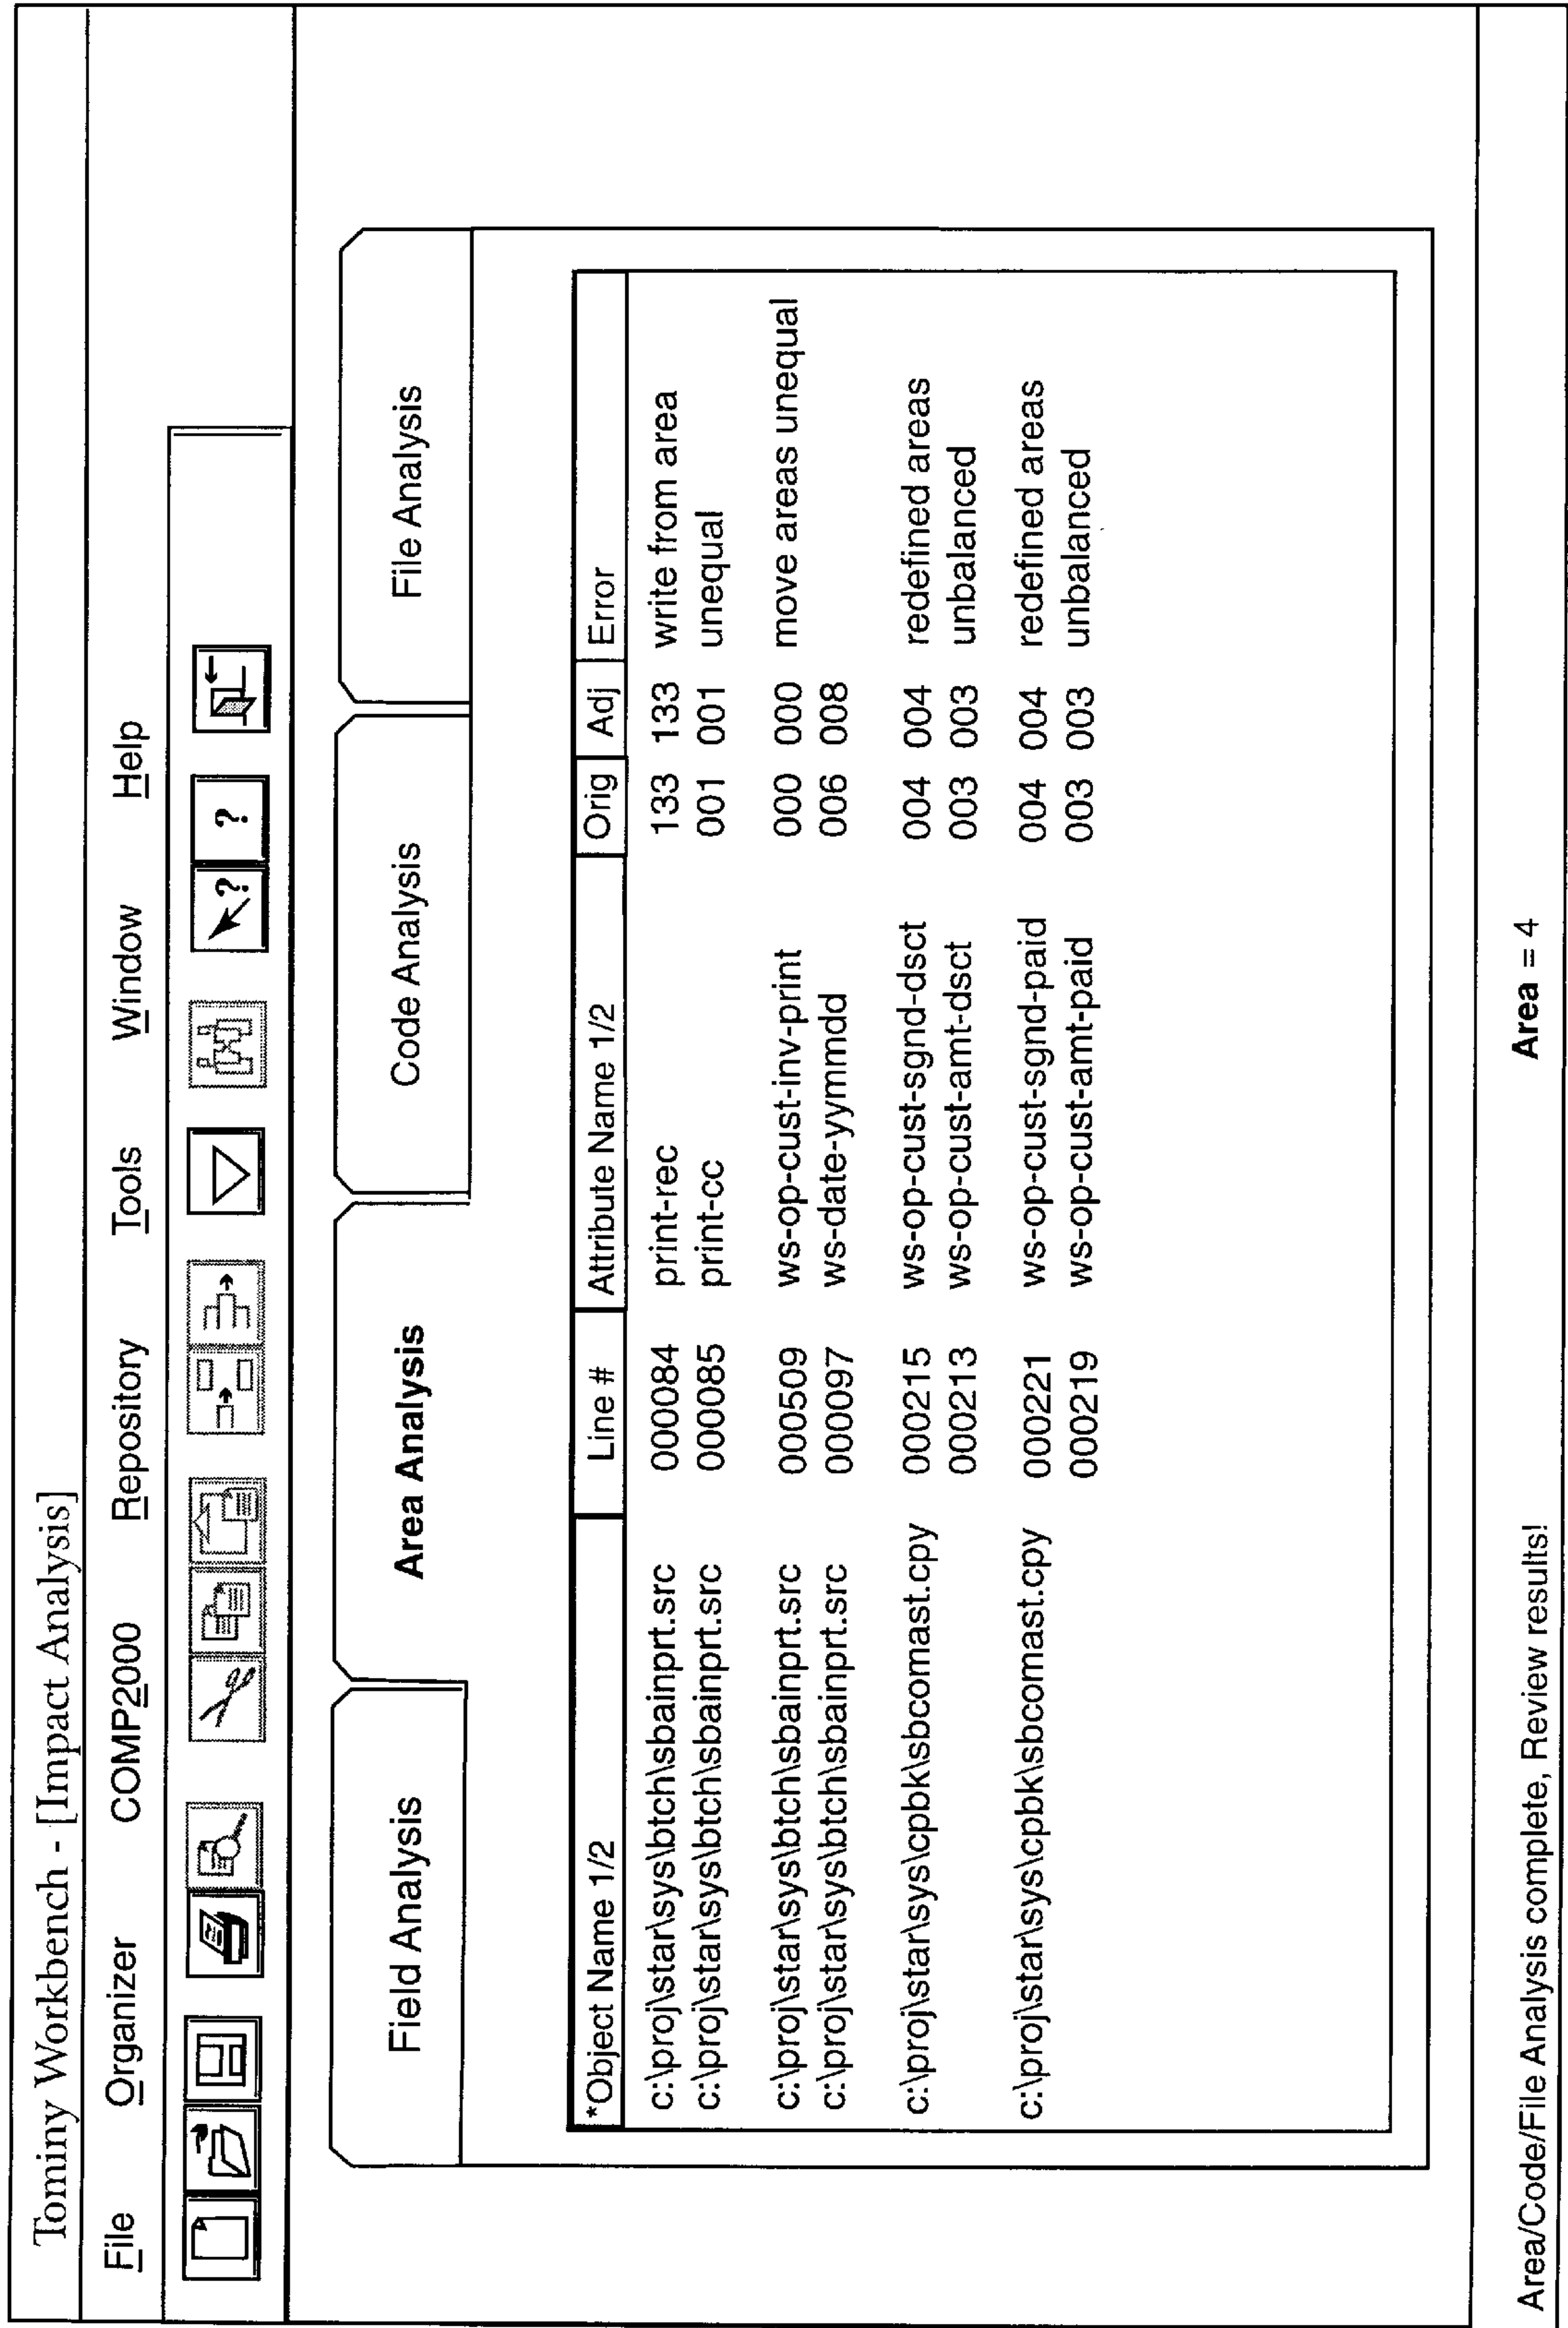 Tominy Workbench - [Impact Analysis]
File Organizer COMP2000 Repository Tools Window Help
? ?
Field Analysis Area Analysis Code Analysis File Analysis
*Object Name 1/2 Line # Attribute Name 1/2 Orig Adj Error
c:\proj\star\sys\btch\sbainprt.src 000084 print-rec 133 133 write from area
c:\proj\star\sys\btch\sbainprt.src 000085 print-cc 001 001 unequal
c:\proj\star\sys\btch\sbainprt.src 000509 ws-op-cust-inv-print 000 000 move areas unequal
c:\proj\star\sys\btch\sbainprt.src 000097 ws-date-yymmdd 006 008
c:\proj\star\sys\cpbk\sbcomast.cpy 000215 ws-op-cust-sgnd-dsct 004 004 redefined areas
000213 ws-op-cust-amt-dsct 003 003 unbalanced
c:\proj\star\sys\cpbk\sbcomast.cpy 000221 ws-op-cust-sgnd-paid 004 004 redefined areas
000219 ws-op-cust-amt-paid 003 003 unbalanced
Area/Code/File Analysis complete, Review results! Area = 4